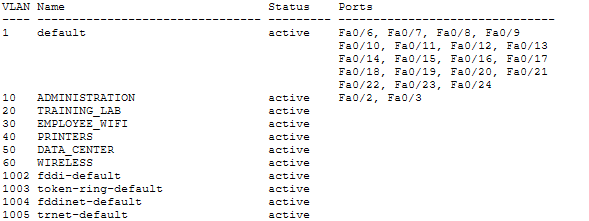 VLAN Name                             Status    Ports
---- -------------------------------- --------- -------------------------------
1    default                          active    Fa0/6, Fa0/7, Fa0/8, Fa0/9
                                                Fa0/10, Fa0/11, Fa0/12, Fa0/13
                                                Fa0/14, Fa0/15, Fa0/16, Fa0/17
                                                Fa0/18, Fa0/19, Fa0/20, Fa0/21
                                                Fa0/22, Fa0/23, Fa0/24
10   ADMINISTRATION                   active    Fa0/2, Fa0/3
20   TRAINING_LAB                     active
30   EMPLOYEE_WIFI                    active
40   PRINTERS                         active
50   DATA_CENTER                      active
60   WIRELESS                         active
1002 fddi-default                     active
1003 token-ring-default               active
1004 fddinet-default                  active
1005 trnet-default                    active